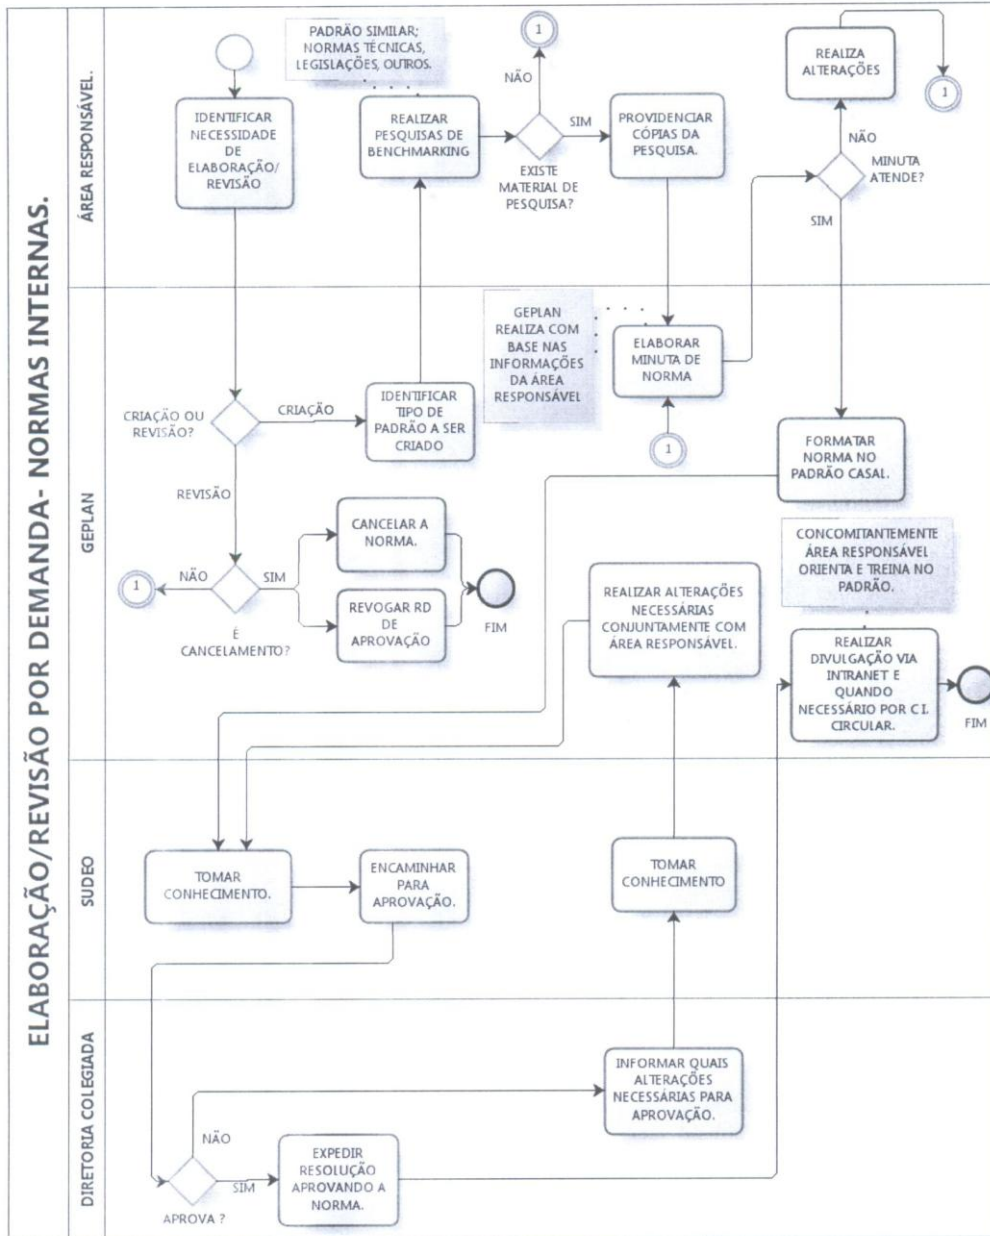 ELABORAÇÃO/REVISÃO POR DEMANDA- NORMAS INTERNAS.
ÁREA RESPONSÁVEL.
IDENTIFICAR
NECESSIDADE
DE
ELABORAÇÃO/
REVISÃO
PADRÃO SIMILAR;
NORMAS TÉCNICAS,
LEGISLAÇÕES, OUTROS.
REALIZAR
PESQUISAS DE
BENCHMARKING
1
NÃO
SIM
EXISTE
MATERIAL DE
PESQUISA?
PROVIDENCIAR
CÓPIAS DA
PESQUISA.
REALIZA
ALTERAÇÕES
1
NÃO
MINUTA
ATENDE?
SIM
GEPLAN
CRIAÇÃO OU
REVISÃO?
CRIAÇÃO
IDENTIFICAR
TIPO DE
PADRÃO A SER
CRIADO
GEPLAN
REALIZA COM
BASE NAS
INFORMAÇÕES
DA ÁREA
RESPONSÁVEL
ELABORAR
MINUTA DE
NORMA
1
FORMATAR
NORMA NO
PADRÃO CASAL.
REVISÃO
1
NÃO
SIM
É
CANCELAMENTO?
CANCELAR A
NORMA.
REVOGAR RD
DE
APROVAÇÃO
FIM
REALIZAR ALTERAÇÕES
NECESSÁRIAS
CONJUNTAMENTE COM
ÁREA RESPONSÁVEL.
CONCOMITANTEMENTE
ÁREA RESPONSÁVEL
ORIENTA E TREINA NO
PADRÃO.
REALIZAR
DIVULGAÇÃO VIA
INTRANET E
QUANDO
NECESSÁRIO POR C I.
CIRCULAR.
FIM
SUDEO
TOMAR
CONHECIMENTO.
ENCAMINHAR
PARA
APROVAÇÃO.
TOMAR
CONHECIMENTO
DIRETORIA COLEGIADA
APROVA ?
NÃO
SIM
EXPEDIR
RESOLUÇÃO
APROVANDO A
NORMA.
INFORMAR QUAIS
ALTERAÇÕES
NECESSÁRIAS PARA
APROVAÇÃO.